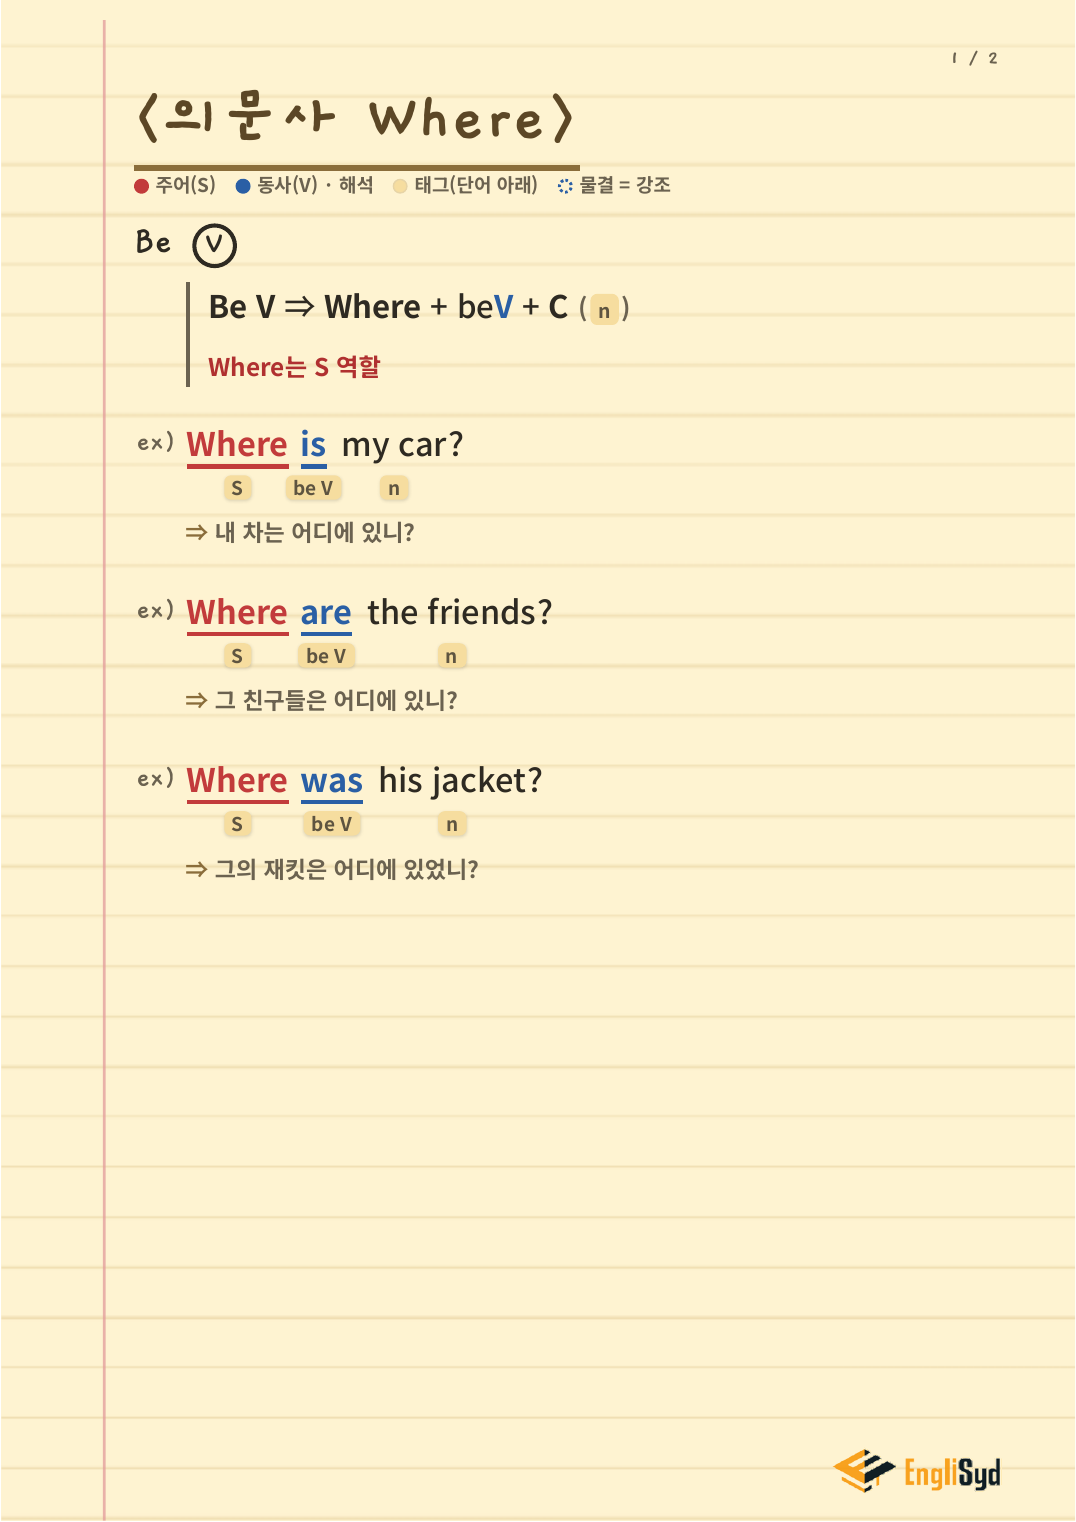 1 / 2
<의문사 Where>
주어(S) 동사(V) · 해석 태그(단어 아래) 물결 = 강조
Be V
Be V ⇒ Where + beV + C (n)
Where는 S 역할
ex) Where is my car?
S be V n
⇒ 내 차는 어디에 있니?
ex) Where are the friends?
S be V n
⇒ 그 친구들은 어디에 있니?
ex) Where was his jacket?
S be V n
⇒ 그의 재킷은 어디에 있었니?
EngliSyd